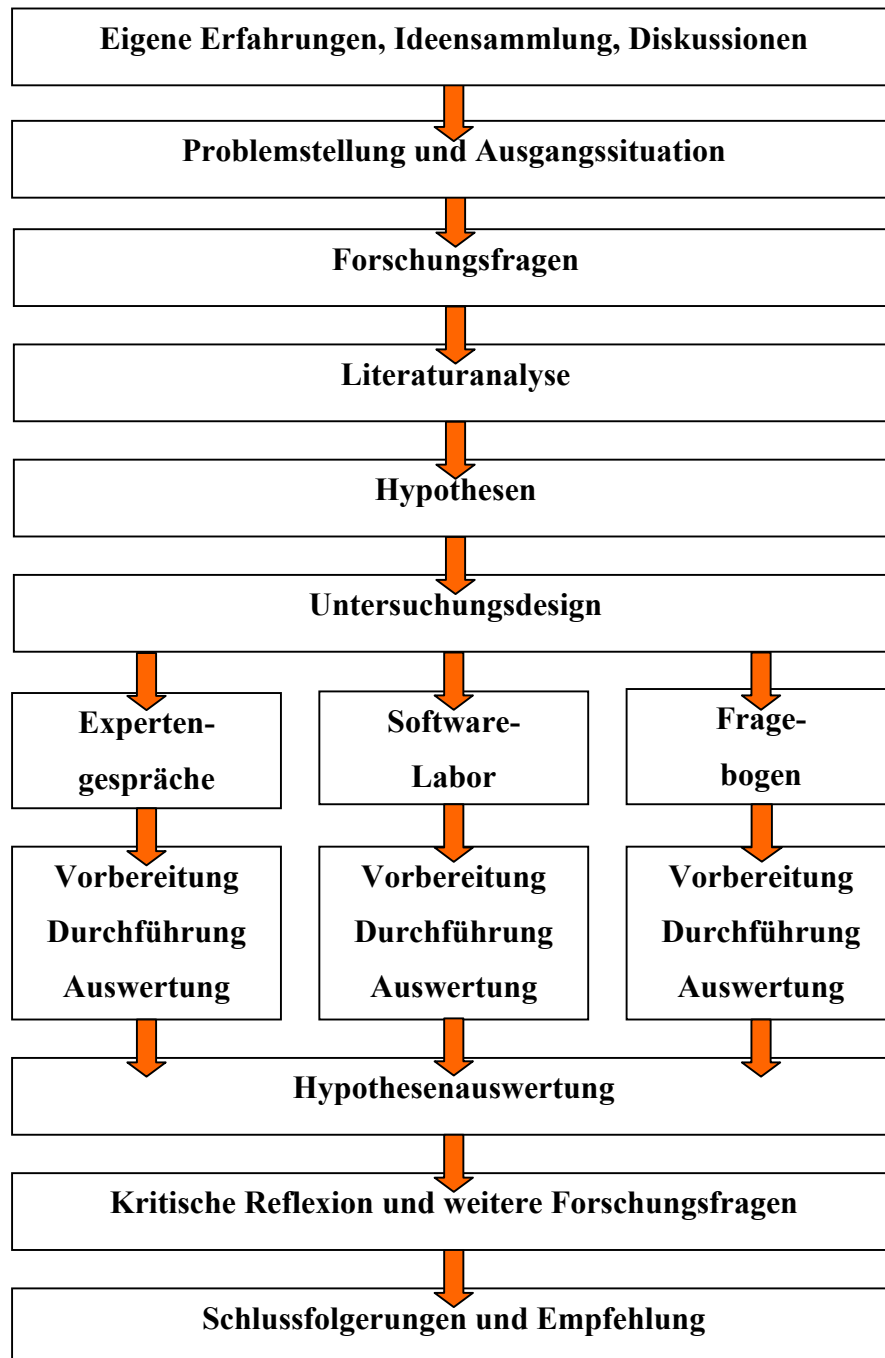 Eigene Erfahrungen, Ideensammlung, Diskussionen
Problemstellung und Ausgangssituation
Forschungsfragen
Literaturanalyse
Hypothesen
Untersuchungsdesign
Experten-
gespräche
Software-
Labor
Frage-
bogen
Vorbereitung
Durchführung
Auswertung
Vorbereitung
Durchführung
Auswertung
Vorbereitung
Durchführung
Auswertung
Hypothesenauswertung
Kritische Reflexion und weitere Forschungsfragen
Schlussfolgerungen und Empfehlung